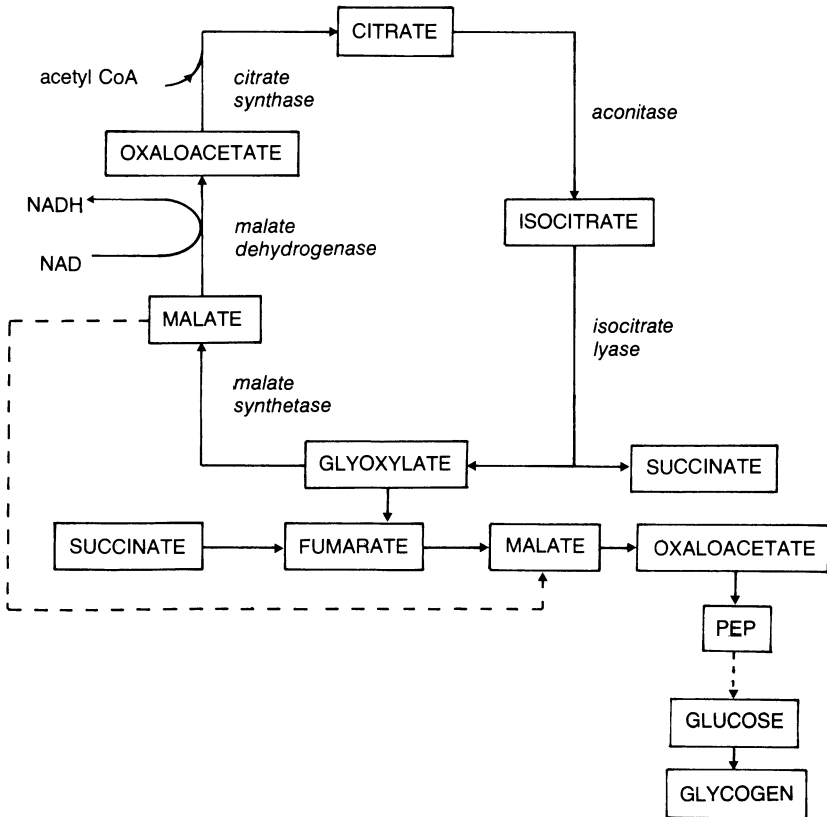 CITRATE
acetyl CoA
citrate
synthase
aconitase
OXALOACETATE
NADH
ISOCITRATE
malate
dehydrogenase
NAD
MALATE
isocitrate
lyase
malate
synthetase
GLYOXYLATE
SUCCINATE
SUCCINATE
FUMARATE
MALATE
OXALOACETATE
PEP
GLUCOSE
GLYCOGEN